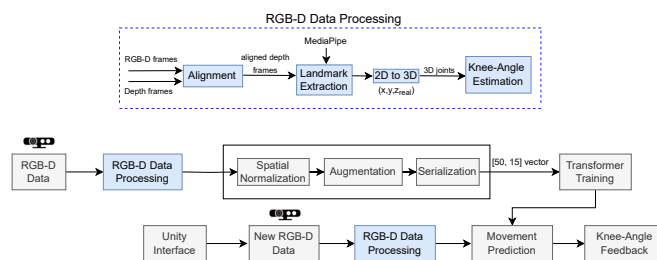 RGB-D Data Processing
MediaPipe
RGB-D frames
Depth frames
Alignment
aligned depth
frames
Landmark
Extraction
2D to 3D
(x,y,z_real)
3D joints
Knee-Angle
Estimation
RGB-D
Data
RGB-D Data
Processing
Spatial
Normalization
Augmentation
Serialization
[50, 15] vector
Transformer
Training
Unity
Interface
New RGB-D
Data
RGB-D Data
Processing
Movement
Prediction
Knee-Angle
Feedback